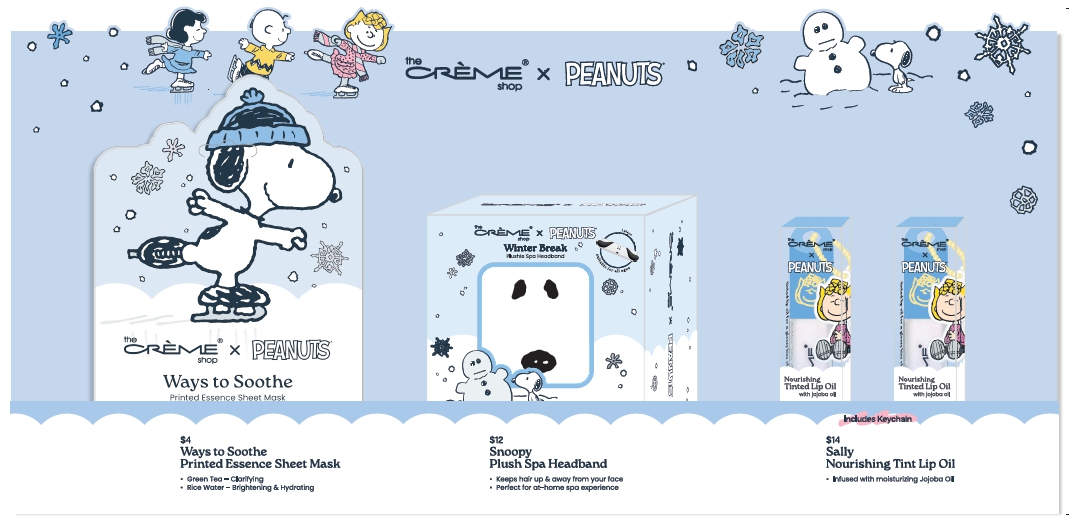 the
CRÈME®
shop
x
PEANUTS
the
CRÈME®
shop
x
PEANUTS
Ways to Soothe
Printed Essence Sheet Mask
the
CRÈME
shop
x
PEANUTS
Winter Break
Plushie Spa Headband
CRÈME
x
PEANUTS
Nourishing
Tinted Lip Oil
with jojoba oil
CRÈME
x
PEANUTS
Nourishing
Tinted Lip Oil
with jojoba oil
Includes Keychain
$4
Ways to Soothe
Printed Essence Sheet Mask
• Green Tea – Clarifying
• Rice Water – Brightening & Hydrating
$12
Snoopy
Plush Spa Headband
• Keeps hair up & away from your face
• Perfect for at-home spa experience
$14
Sally
Nourishing Tint Lip Oil
• Infused with moisturizing Jojoba Oil